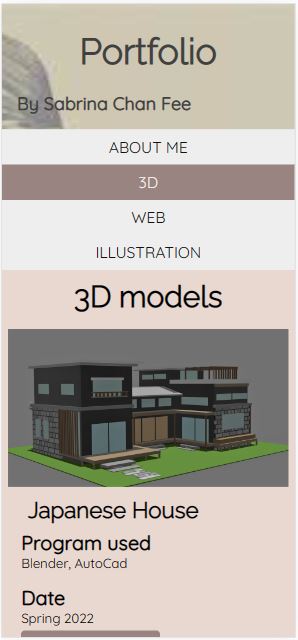 Portfolio
By Sabrina Chan Fee
ABOUT ME
3D
WEB
ILLUSTRATION
3D models
Japanese House
Program used
Blender, AutoCad
Date
Spring 2022